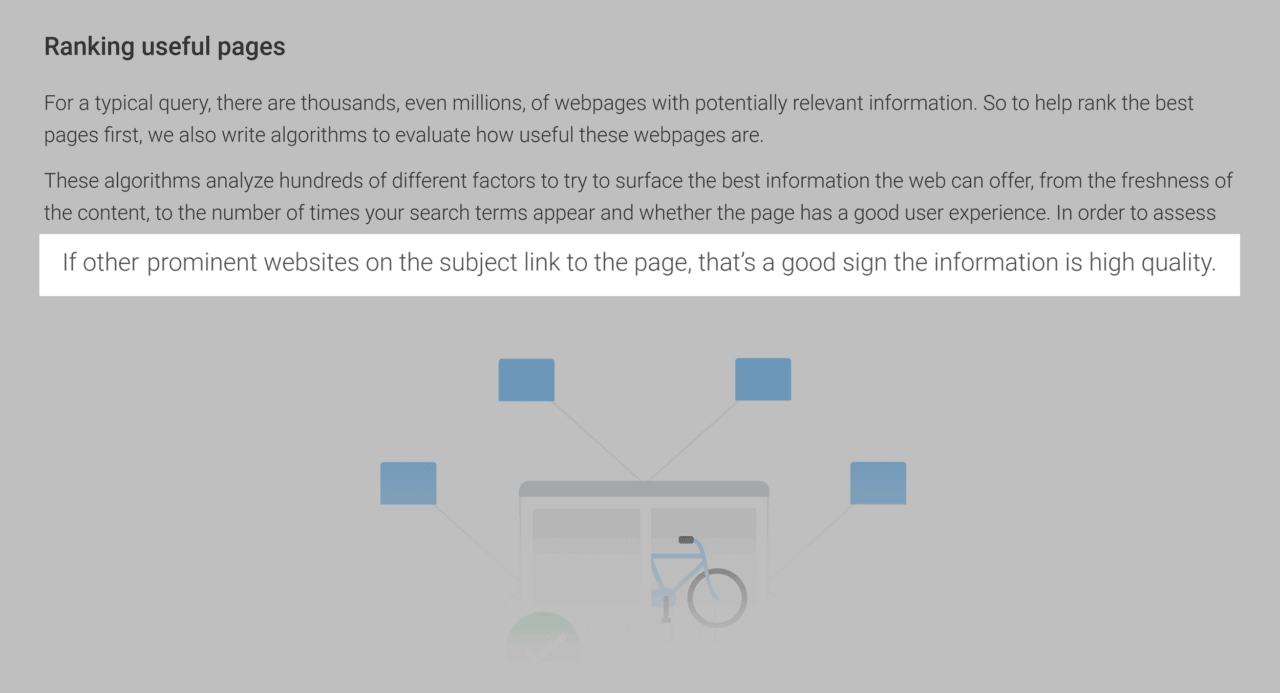 Ranking useful pages
For a typical query, there are thousands, even millions, of webpages with potentially relevant information. So to help rank the best
pages first, we also write algorithms to evaluate how useful these webpages are.
These algorithms analyze hundreds of different factors to try to surface the best information the web can offer, from the freshness of
the content, to the number of times your search terms appear and whether the page has a good user experience. In order to assess
If other prominent websites on the subject link to the page, that’s a good sign the information is high quality.